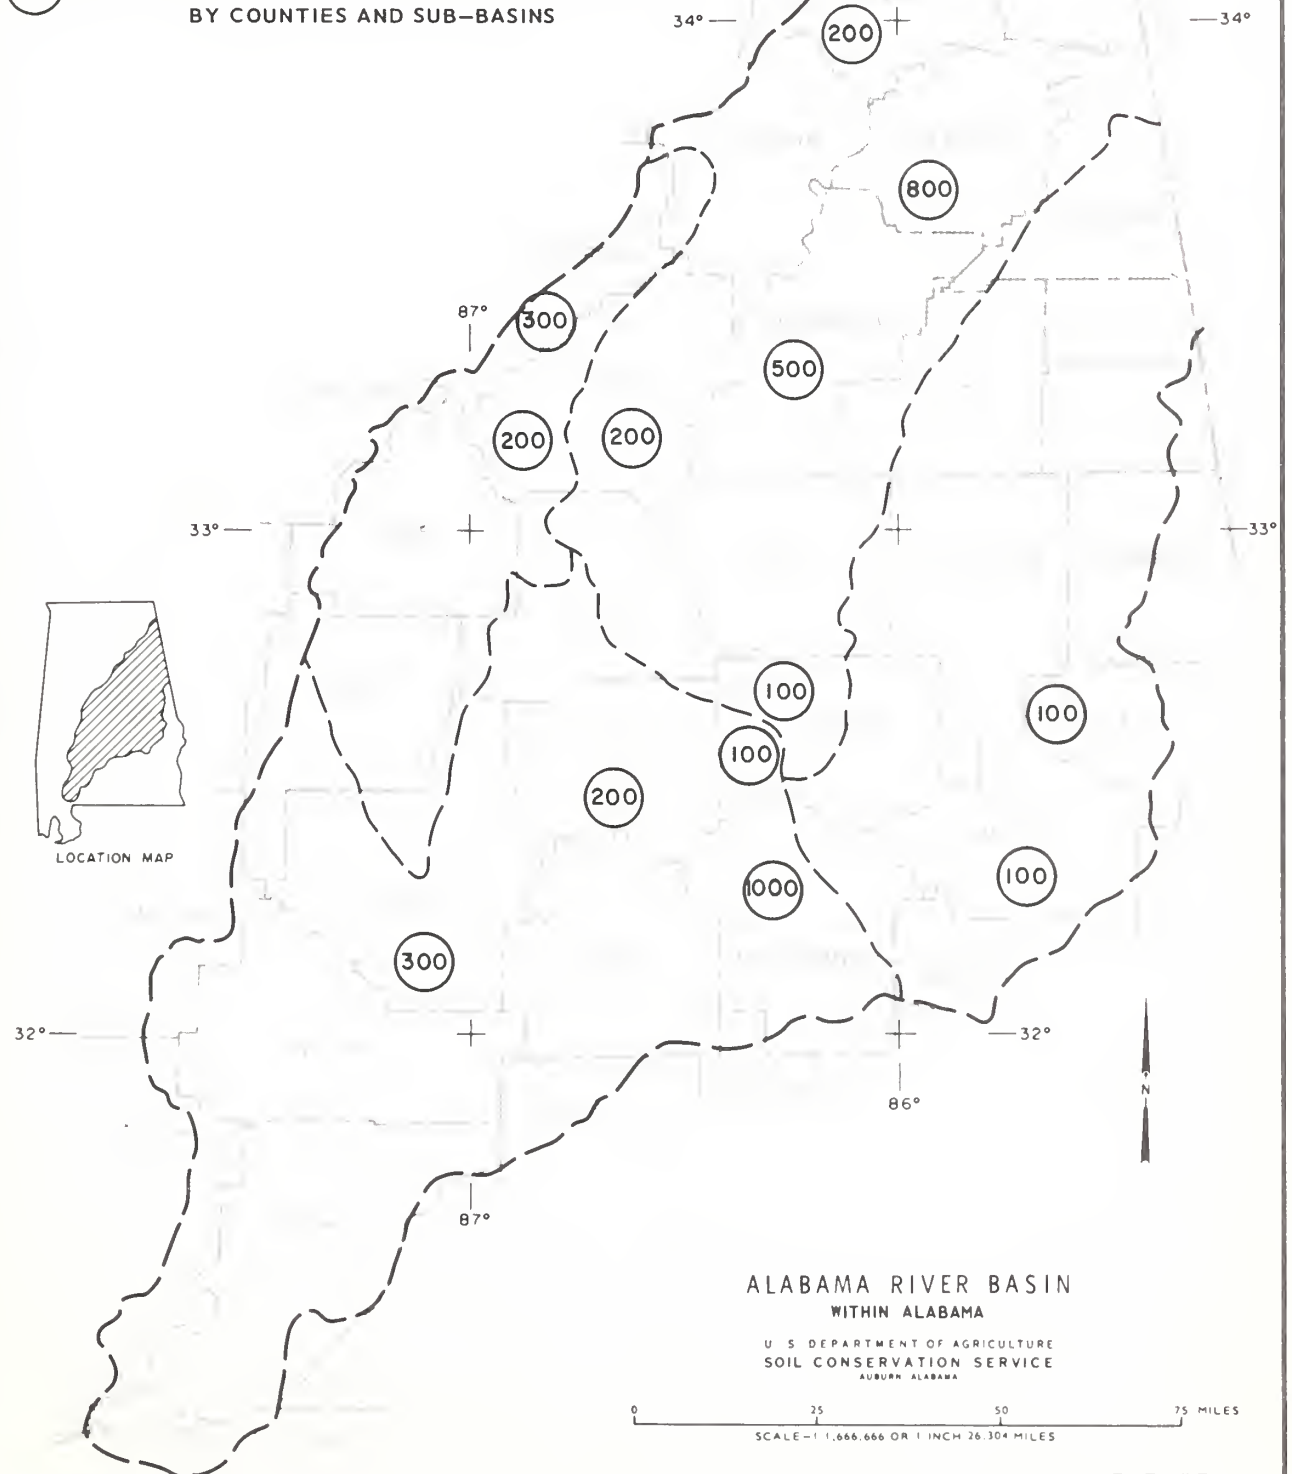 BY COUNTIES AND SUB-BASINS
34°
34°
200
800
87°
300
500
200
200
33°
33°
100
100
100
200
LOCATION MAP
1000
100
300
32°
32°
N
86°
87°
ALABAMA RIVER BASIN
WITHIN ALABAMA
U S DEPARTMENT OF AGRICULTURE
SOIL CONSERVATION SERVICE
AUBURN ALABAMA
0 25 50 75 MILES
SCALE-1 1,666,666 OR 1 INCH 26.304 MILES